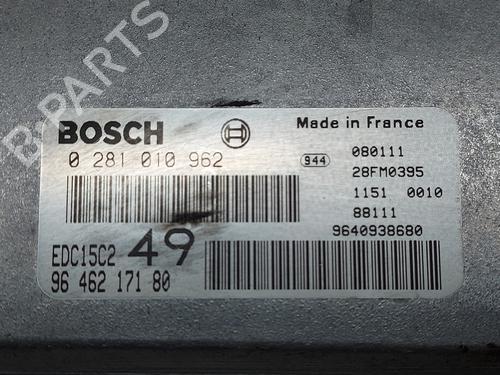 B-PARTS
BOSCH
Made in France
0 281 010 962
944
080111
28FM0395
1151 0010
88111
9640938680
EDC15C2 49
96 462 171 80